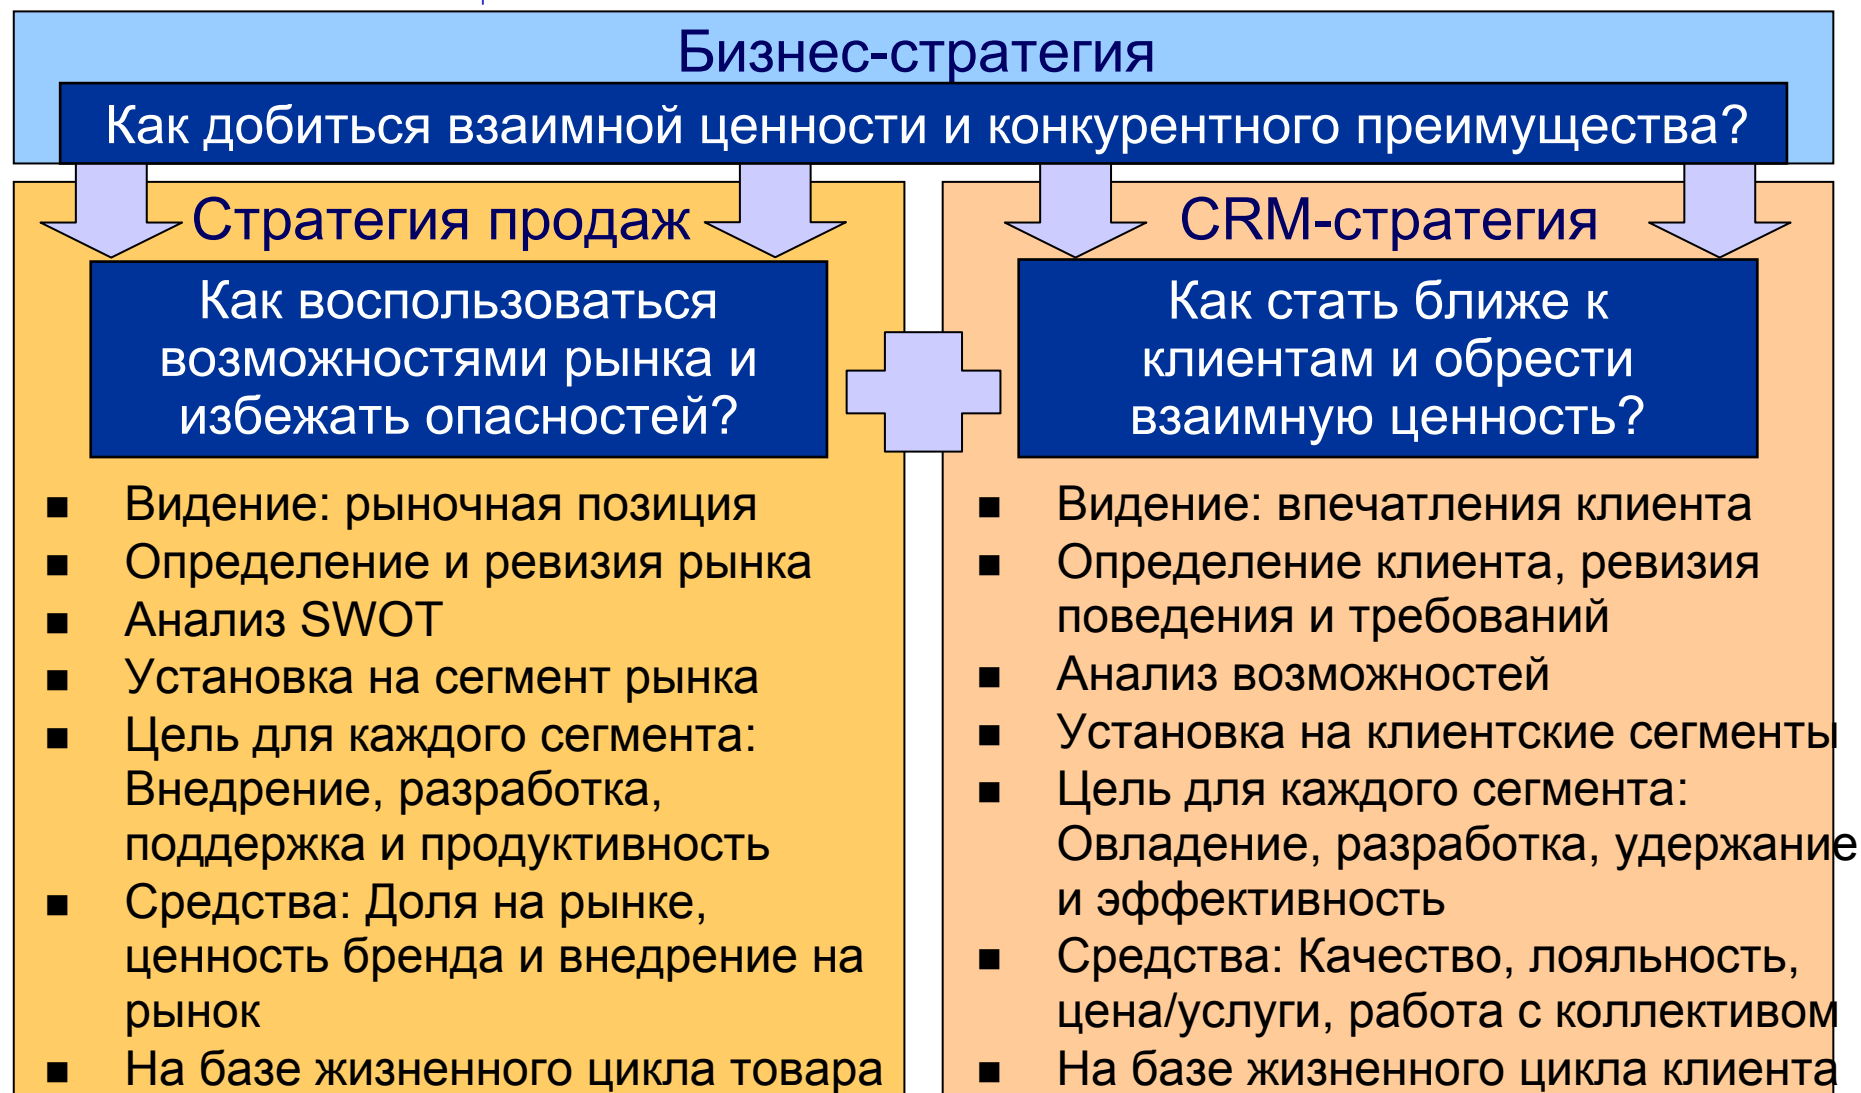 Бизнес-стратегия
Как добиться взаимной ценности и конкурентного преимущества?
Стратегия продаж
Как воспользоваться
возможностями рынка и
избежать опасностей?
■ Видение: рыночная позиция
■ Определение и ревизия рынка
■ Анализ SWOT
■ Установка на сегмент рынка
■ Цель для каждого сегмента:
Внедрение, разработка,
поддержка и продуктивность
■ Средства: Доля на рынке,
ценность бренда и внедрение на
рынок
■ На базе жизненного цикла товара
CRM-стратегия
Как стать ближе к
клиентам и обрести
взаимную ценность?
■ Видение: впечатления клиента
■ Определение клиента, ревизия
поведения и требований
■ Анализ возможностей
■ Установка на клиентские сегменты
■ Цель для каждого сегмента:
Овладение, разработка, удержание
и эффективность
■ Средства: Качество, лояльность,
цена/услуги, работа с коллективом
■ На базе жизненного цикла клиента